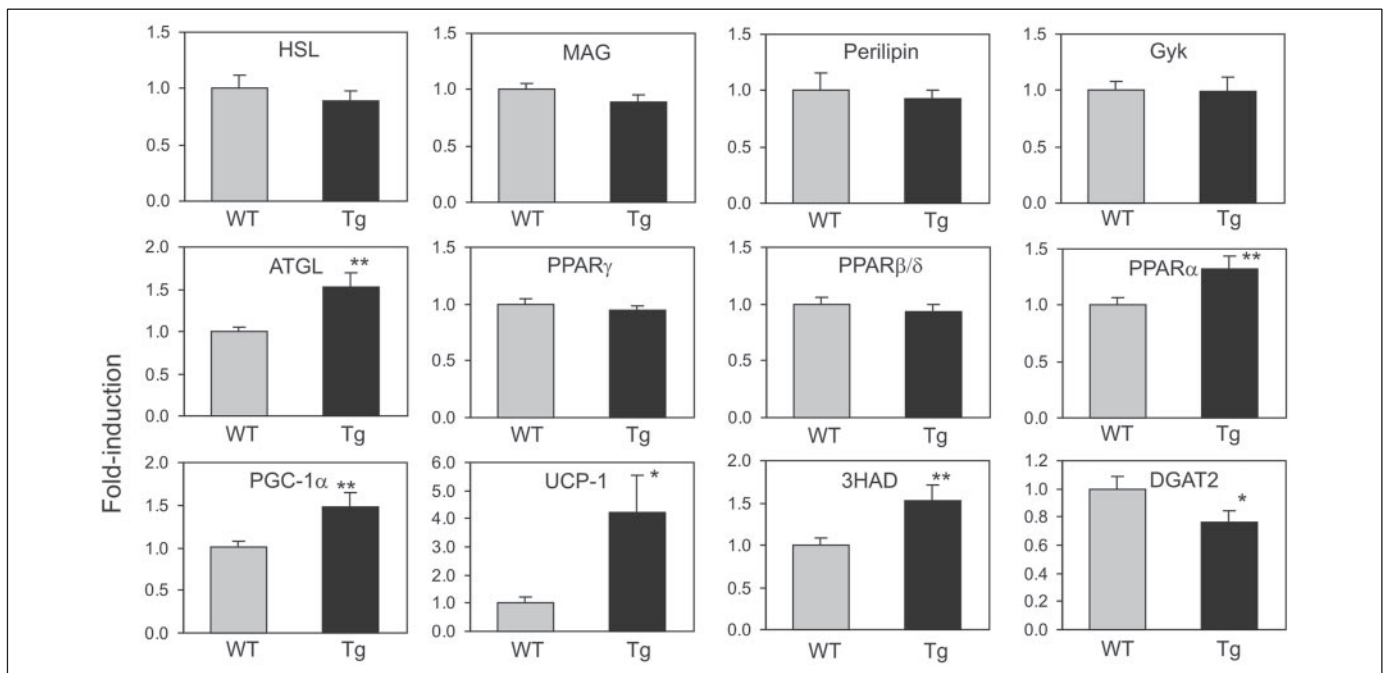 Fold-induction
HSL
1.5
1.0
0.5
0.0
WT Tg
MAG
1.5
1.0
0.5
0.0
WT Tg
Perilipin
1.5
1.0
0.5
0.0
WT Tg
Gyk
1.5
1.0
0.5
0.0
WT Tg
ATGL
**
2.0
1.5
1.0
0.5
0.0
WT Tg
PPARγ
1.5
1.0
0.5
0.0
WT Tg
PPARβ/δ
1.5
1.0
0.5
0.0
WT Tg
PPARα
**
1.5
1.0
0.5
0.0
WT Tg
PGC-1α
**
2.0
1.5
1.0
0.5
0.0
WT Tg
UCP-1
*
6.0
5.0
4.0
3.0
2.0
1.0
0.0
WT Tg
3HAD
**
2.0
1.5
1.0
0.5
0.0
WT Tg
DGAT2
*
1.2
1.0
0.8
0.6
0.4
0.2
0.0
WT Tg